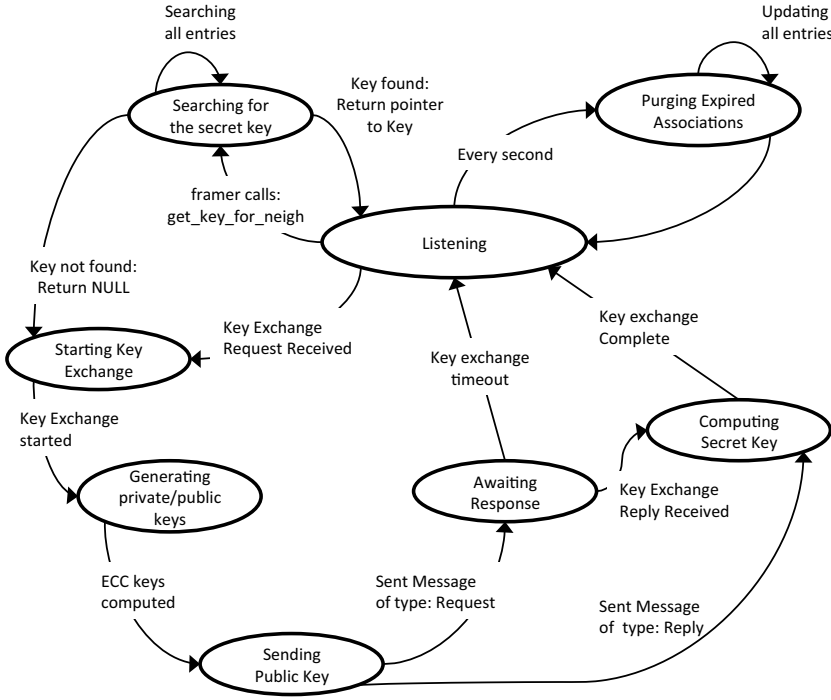 Searching
all entries
Updating
all entries
Searching for
the secret key
Key found:
Return pointer
to Key
Purging Expired
Associations
Every second
framer calls:
get_key_for_neigh
Listening
Key not found:
Return NULL
Key Exchange
Request Received
Key exchange
Complete
Starting Key
Exchange
Key exchange
timeout
Key Exchange
started
Computing
Secret Key
Generating
private/public
keys
Awaiting
Response
Key Exchange
Reply Received
ECC keys
computed
Sent Message
of type: Request
Sent Message
of type: Reply
Sending
Public Key